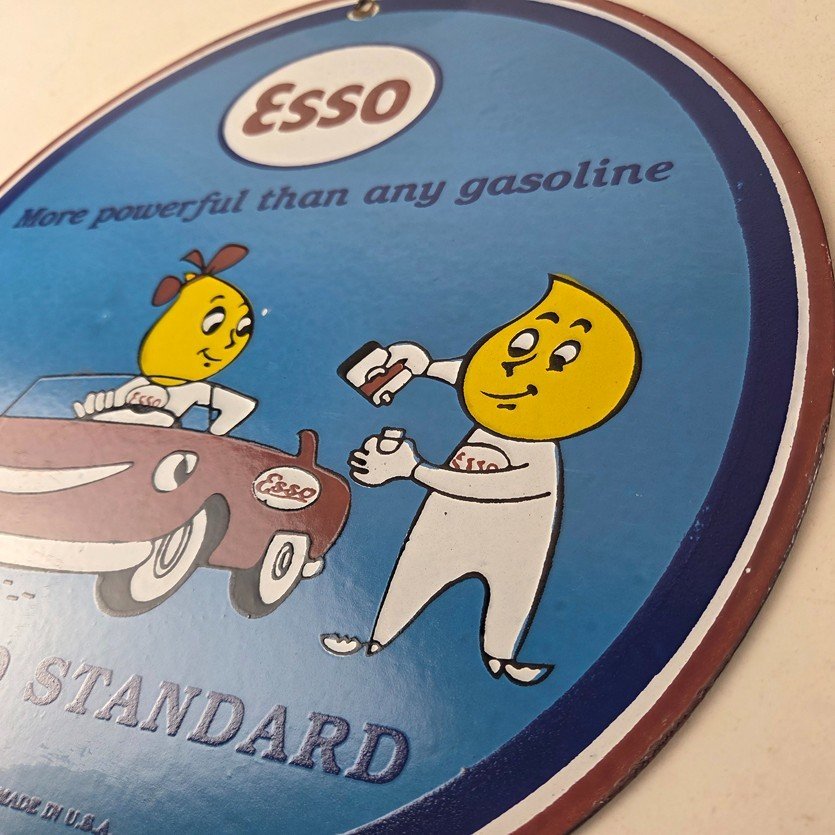 Esso
More powerful than any gasoline
Esso
Esso
Esso
STANDARD
MADE IN U.S.A